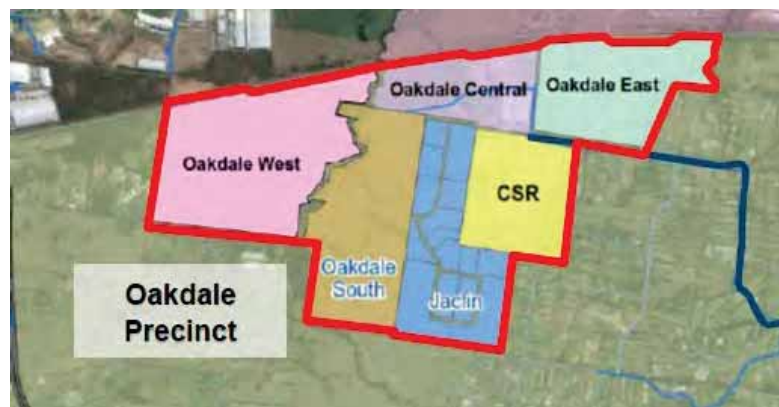 Oakdale Central
Oakdale East
Oakdale West
CSR
Oakdale
South
Jacfin
Oakdale
Precinct